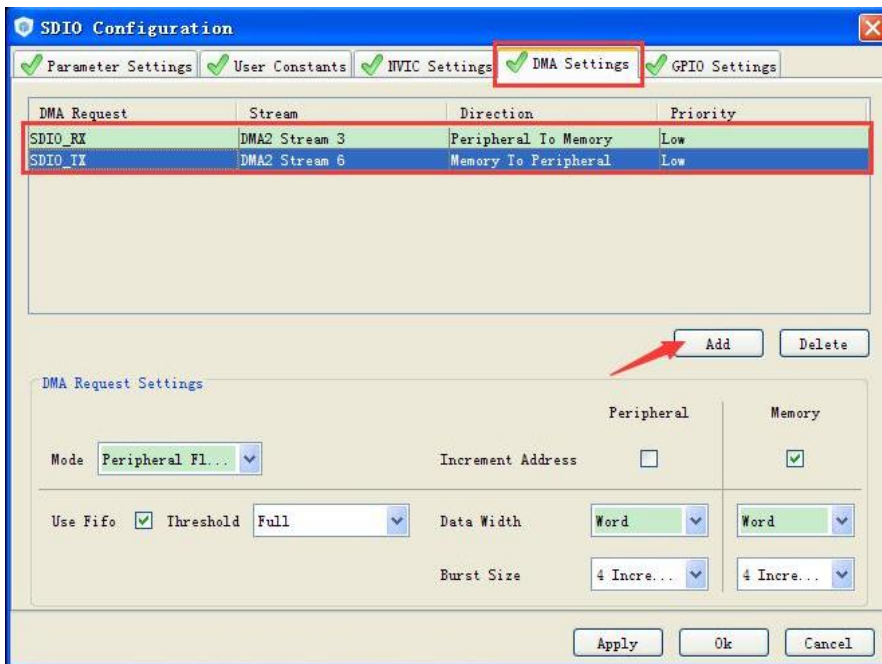 SDIO Configuration
Parameter Settings User Constants NVIC Settings DMA Settings GPIO Settings
DMA Request Stream Direction Priority
SDIO_RX DMA2 Stream 3 Peripheral To Memory Low
SDIO_TX DMA2 Stream 6 Memory To Peripheral Low
Add Delete
DMA Request Settings
Peripheral Memory
Mode Peripheral Fl... Increment Address
Use Fifo Threshold Full Data Width Word Word
Burst Size 4 Incre... 4 Incre...
Apply Ok Cancel